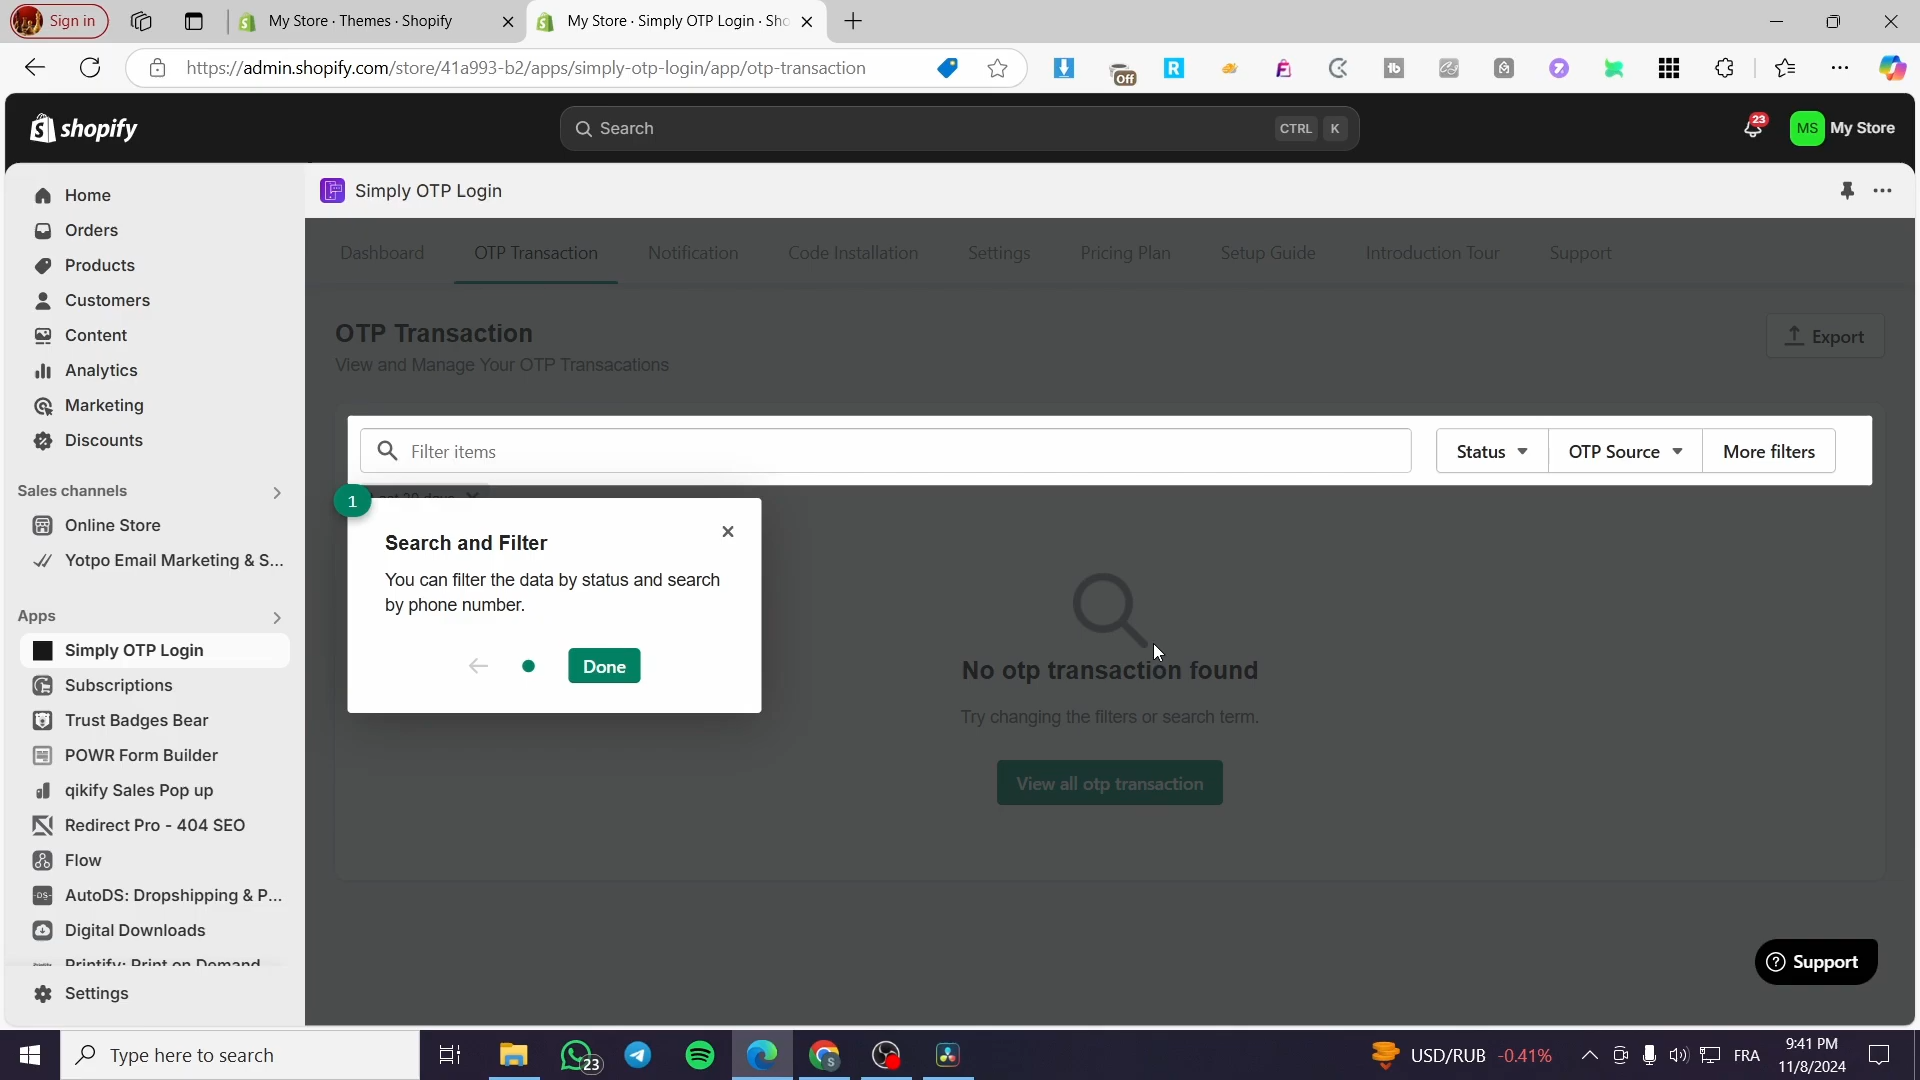 Sign in
My Store · Themes · Shopify
My Store · Simply OTP Login · Sho
https://admin.shopify.com/store/41a993-b2/apps/simply-otp-login/app/otp-transaction
Off
shopify
Search
CTRL K
23
MS My Store
Home
Orders
Products
Customers
Content
Analytics
Marketing
Discounts
Sales channels
Online Store
Yotpo Email Marketing & S...
Apps
Simply OTP Login
Subscriptions
Trust Badges Bear
POWR Form Builder
qikify Sales Pop up
Redirect Pro - 404 SEO
Flow
AutoDS: Dropshipping & P...
Digital Downloads
Printify: Print on Demand
Settings
Simply OTP Login
Dashboard
OTP Transaction
Notification
Code Installation
Settings
Pricing Plan
Setup Guide
Introduction Tour
Support
OTP Transaction
View and Manage Your OTP Transacations
Export
Filter items
Status
OTP Source
More filters
1
Search and Filter
You can filter the data by status and search
by phone number.
Done
No otp transaction found
Try changing the filters or search term.
View all otp transaction
Support
Type here to search
23
USD/RUB -0.41%
FRA
9:41 PM
11/8/2024